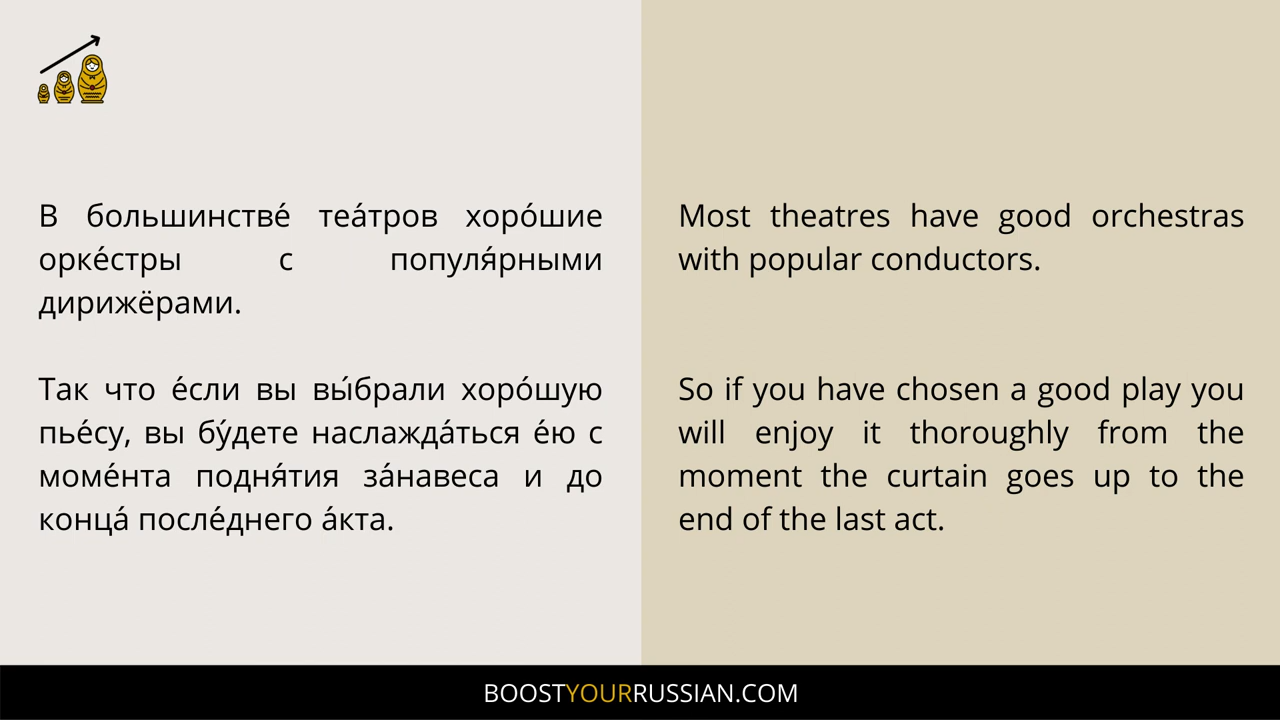 В большинстве́ теа́тров хоро́шие
орке́стры с популя́рными
дирижёрами.
Так что е́сли вы вы́брали хоро́шую
пье́су, вы бу́дете наслажда́ться е́ю с
моме́нта подня́тия за́навеса и до
конца́ после́днего а́кта.
Most theatres have good orchestras
with popular conductors.
So if you have chosen a good play you
will enjoy it thoroughly from the
moment the curtain goes up to the
end of the last act.
BOOSTYOURRUSSIAN.COM